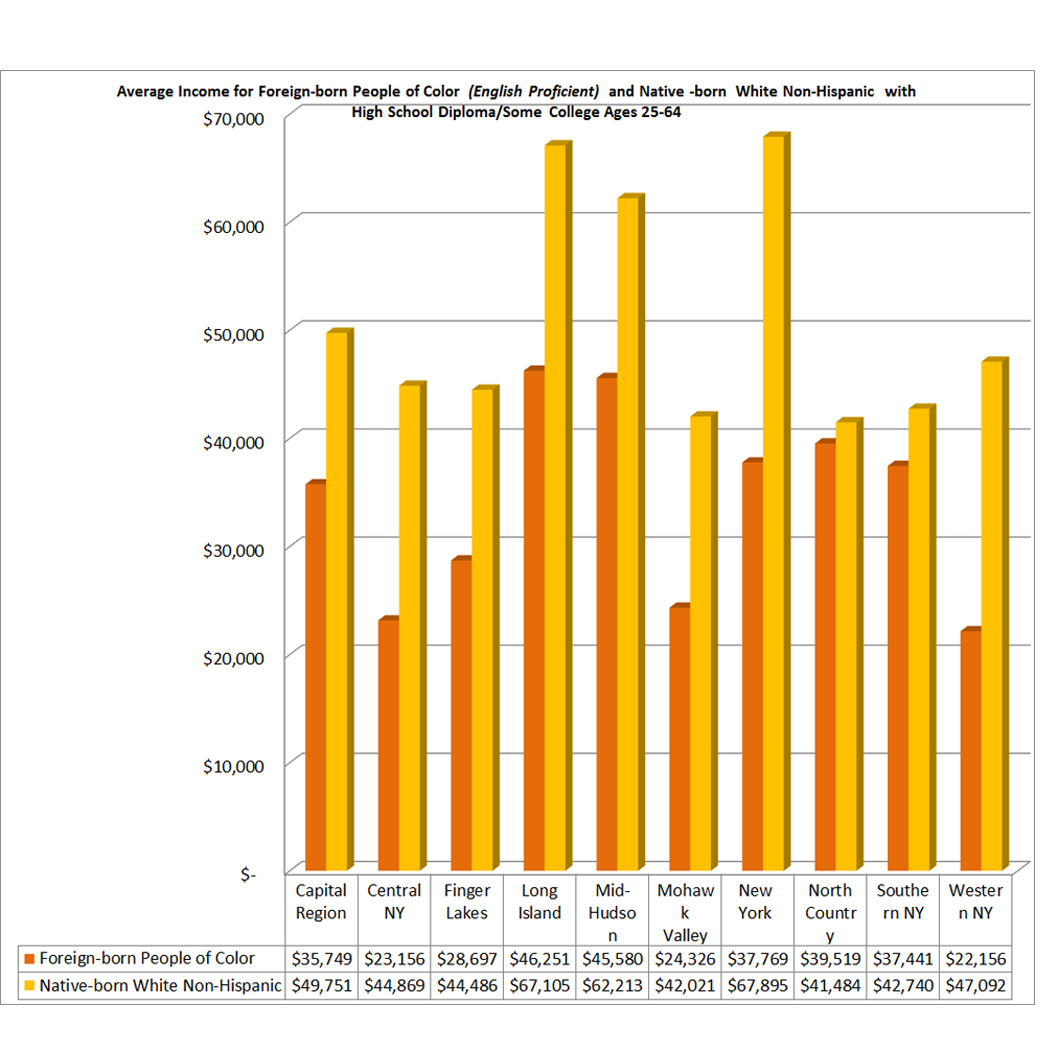 Average Income for Foreign-born People of Color (English Proficient) and Native -born White Non-Hispanic with
High School Diploma/Some College Ages 25-64
$70,000
$60,000
$50,000
$40,000
$30,000
$20,000
$10,000
$-
Capital Region
Central NY
Finger Lakes
Long Island
Mid-Hudso n
Mohaw k Valley
New York
North Countr y
Southe rn NY
Wester n NY
Foreign-born People of Color $35,749 $23,156 $28,697 $46,251 $45,580 $24,326 $37,769 $39,519 $37,441 $22,156
Native-born White Non-Hispanic $49,751 $44,869 $44,486 $67,105 $62,213 $42,021 $67,895 $41,484 $42,740 $47,092